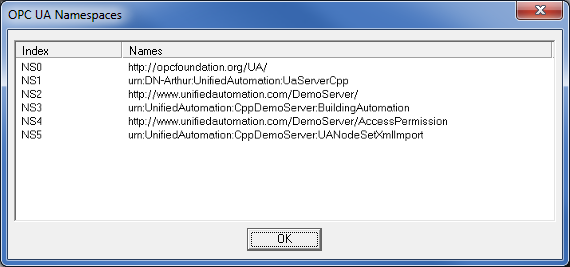 OPC UA Namespaces
Index Names
NS0 http://opcfoundation.org/UA/
NS1 urn:DN-Arthur:UnifiedAutomation:UaServerCpp
NS2 http://www.unifiedautomation.com/DemoServer/
NS3 urn:UnifiedAutomation:CppDemoServer:BuildingAutomation
NS4 http://www.unifiedautomation.com/DemoServer/AccessPermission
NS5 urn:UnifiedAutomation:CppDemoServer:UANodeSetXmlImport
OK